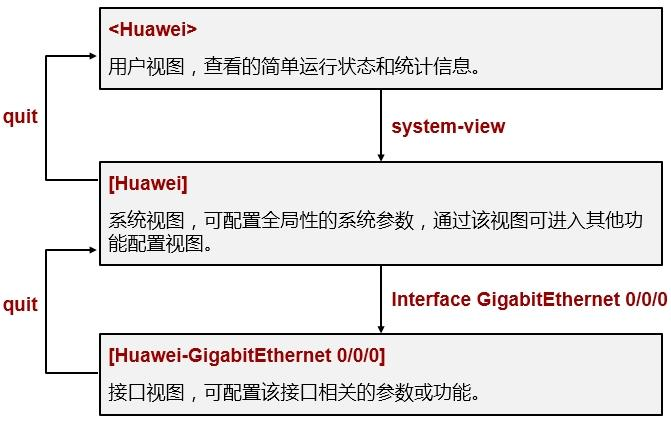 <Huawei>
用户视图，查看的简单运行状态和统计信息。
quit
system-view
[Huawei]
系统视图，可配置全局性的系统参数，通过该视图可进入其他功
能配置视图。
quit
Interface GigabitEthernet 0/0/0
[Huawei-GigabitEthernet 0/0/0]
接口视图，可配置该接口相关的参数或功能。